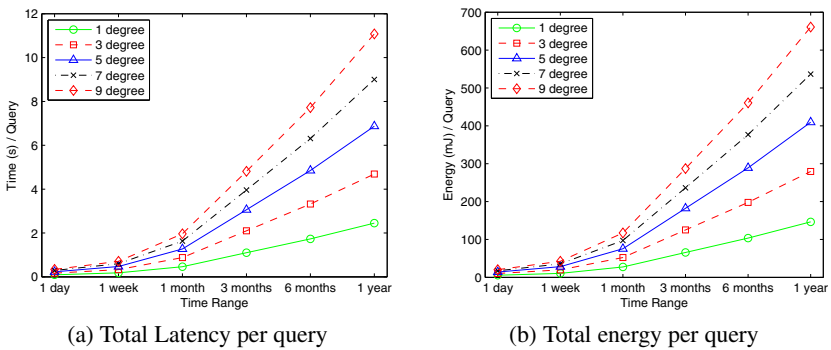 12
10
8
6
4
2
0
Time (s) / Query
1 degree
3 degree
5 degree
7 degree
9 degree
1 day
1 week
1 month
3 months
6 months
1 year
Time Range
(a) Total Latency per query
700
600
500
400
300
200
100
0
Energy (mJ) / Query
1 degree
3 degree
5 degree
7 degree
9 degree
1 day
1 week
1 month
3 months
6 months
1 year
Time Range
(b) Total energy per query